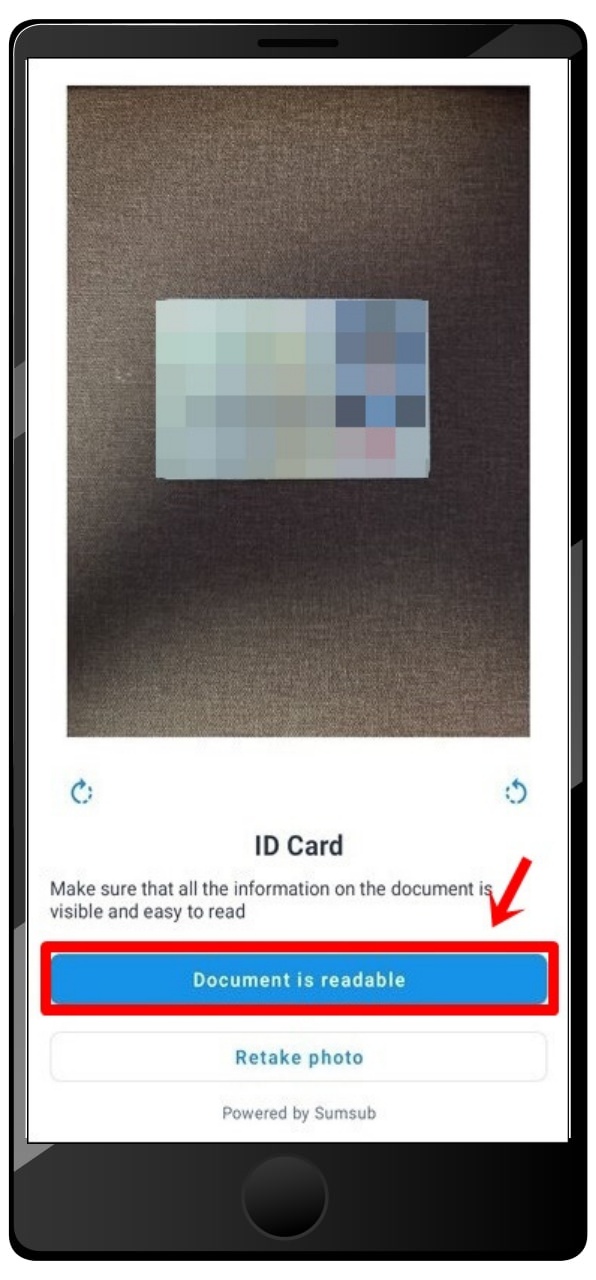 ID Card
Make sure that all the information on the document is
visible and easy to read
Document is readable
Retake photo
Powered by Sumsub